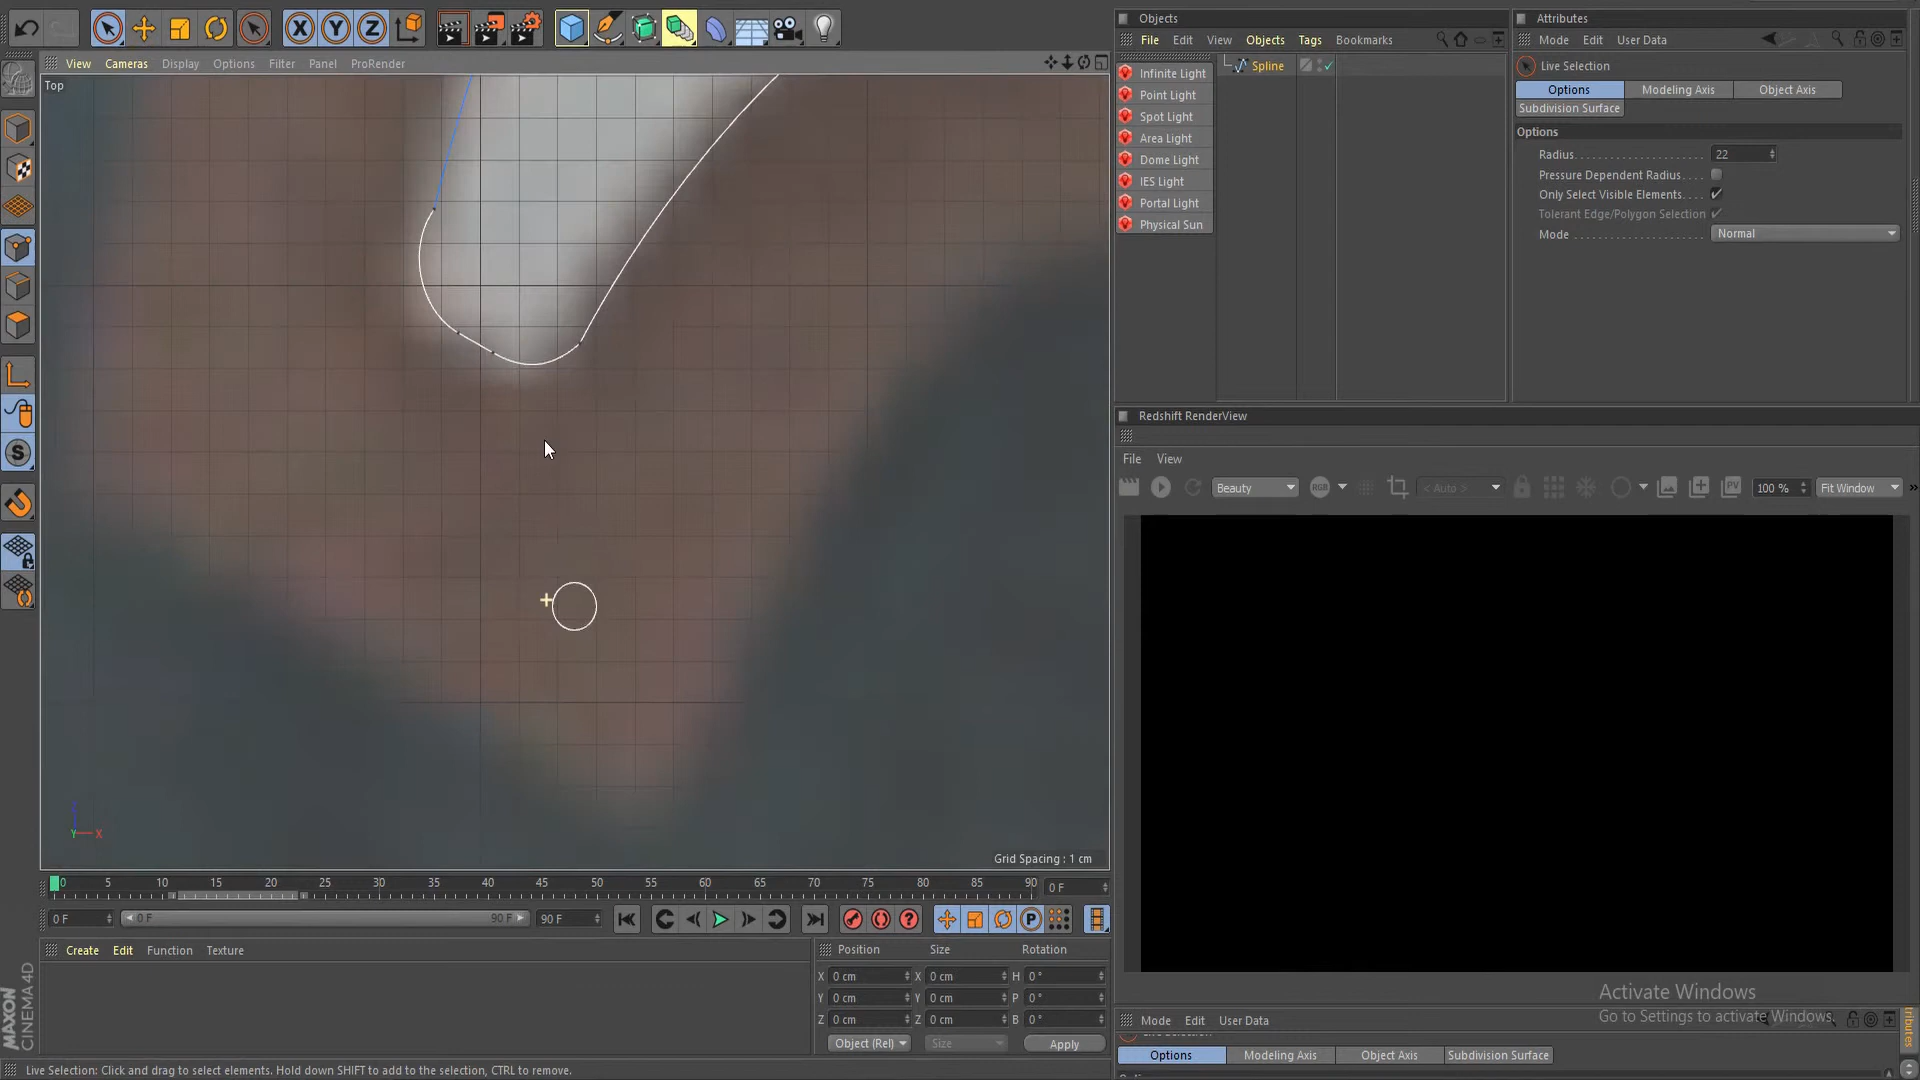 X Y Z
View Cameras Display Options Filter Panel ProRender
Top
Grid Spacing : 1 cm
0 5 10 15 20 25 30 35 40 45 50 55 60 65 70 75 80 85 90 0 F
0 F 0 F 90 F 90 F
Create Edit Function Texture
Position Size Rotation
X 0 cm X 0 cm H 0 °
Y 0 cm Y 0 cm P 0 °
Z 0 cm Z 0 cm B 0 °
Object (Rel) Size Apply
MAXON
CINEMA 4D
Live Selection: Click and drag to select elements. Hold down SHIFT to add to the selection, CTRL to remove.
Objects
File Edit View Objects Tags Bookmarks
Infinite Light
Point Light
Spot Light
Area Light
Dome Light
IES Light
Portal Light
Physical Sun
Spline
Attributes
Mode Edit User Data
Live Selection
Options Modeling Axis Object Axis
Subdivision Surface
Options
Radius 22
Pressure Dependent Radius
Only Select Visible Elements
Tolerant Edge/Polygon Selection
Mode Normal
Redshift RenderView
File View
Beauty RGB < Auto > PV 100 % Fit Window »
Activate Windows
Go to Settings to activate Windows.
Mode Edit User Data
Options Modeling Axis Object Axis Subdivision Surface